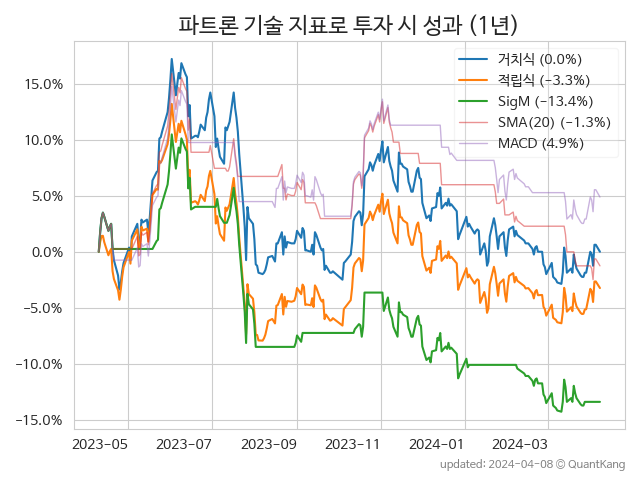 파트론 기술 지표로 투자 시 성과 (1년)
거치식 (0.0%)
적립식 (−3.3%)
SigM (−13.4%)
SMA(20) (−1.3%)
MACD (4.9%)
15.0%
10.0%
5.0%
0.0%
−5.0%
−10.0%
−15.0%
2023-05 2023-07 2023-09 2023-11 2024-01 2024-03
updated: 2024-04-08 © QuantKang